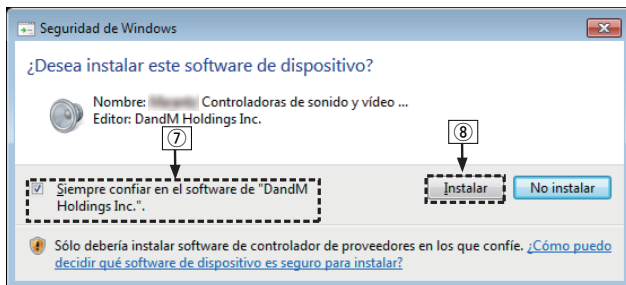 Seguridad de Windows
¿Desea instalar este software de dispositivo?
Nombre: Controladoras de sonido y vídeo ...
Editor: DandM Holdings Inc.
⑦
⑧
Siempre confiar en el software de "DandM
Holdings Inc.".
Instalar
No instalar
Sólo debería instalar software de controlador de proveedores en los que confíe. ¿Cómo puedo
decidir qué software de dispositivo es seguro para instalar?